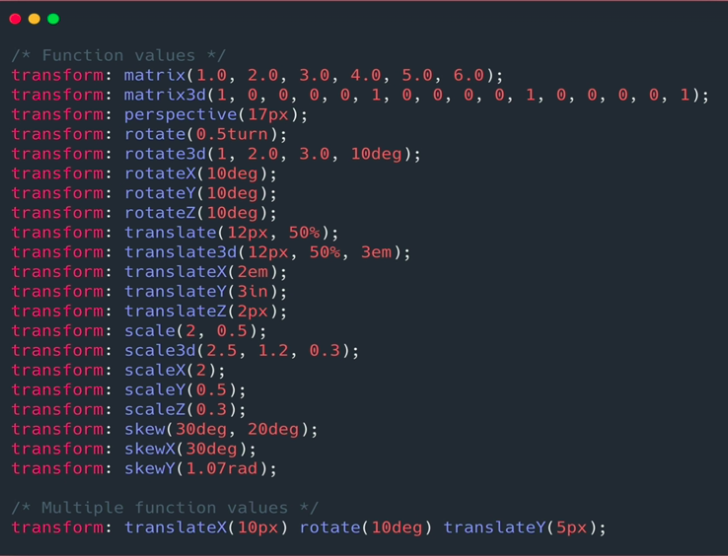 /* Function values */
transform: matrix(1.0, 2.0, 3.0, 4.0, 5.0, 6.0);
transform: matrix3d(1, 0, 0, 0, 0, 1, 0, 0, 0, 0, 1, 0, 0, 0, 0, 1);
transform: perspective(17px);
transform: rotate(0.5turn);
transform: rotate3d(1, 2.0, 3.0, 10deg);
transform: rotateX(10deg);
transform: rotateY(10deg);
transform: rotateZ(10deg);
transform: translate(12px, 50%);
transform: translate3d(12px, 50%, 3em);
transform: translateX(2em);
transform: translateY(3in);
transform: translateZ(2px);
transform: scale(2, 0.5);
transform: scale3d(2.5, 1.2, 0.3);
transform: scaleX(2);
transform: scaleY(0.5);
transform: scaleZ(0.3);
transform: skew(30deg, 20deg);
transform: skewX(30deg);
transform: skewY(1.07rad);
/* Multiple function values */
transform: translateX(10px) rotate(10deg) translateY(5px);